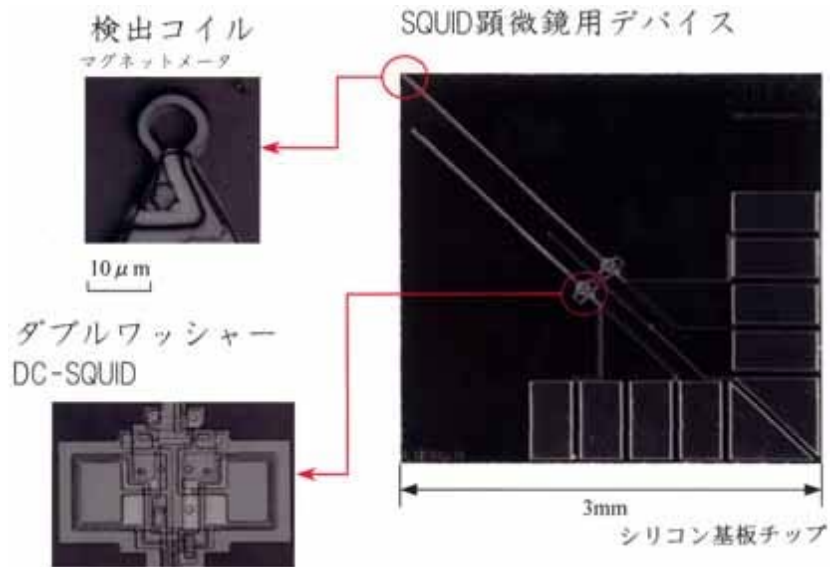 検出コイル
マグネットメータ
10μm
ダブルワッシャー
DC-SQUID
SQUID顕微鏡用デバイス
3mm
シリコン基板チップ